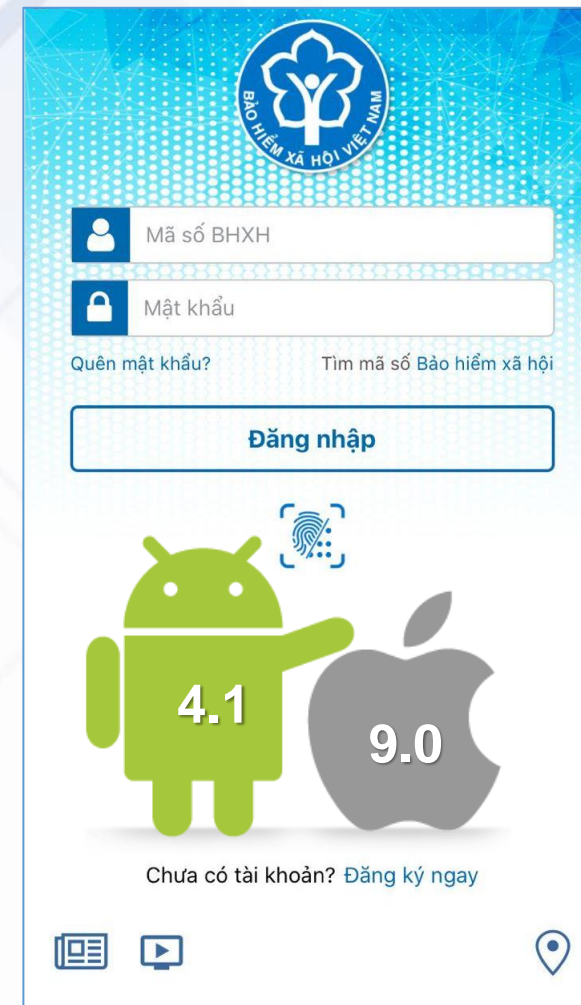 BẢO HIỂM XÃ HỘI VIỆT NAM
Mã số BHXH
Mật khẩu
Quên mật khẩu? Tìm mã số Bảo hiểm xã hội
Đăng nhập
4.1
9.0
Chưa có tài khoản? Đăng ký ngay